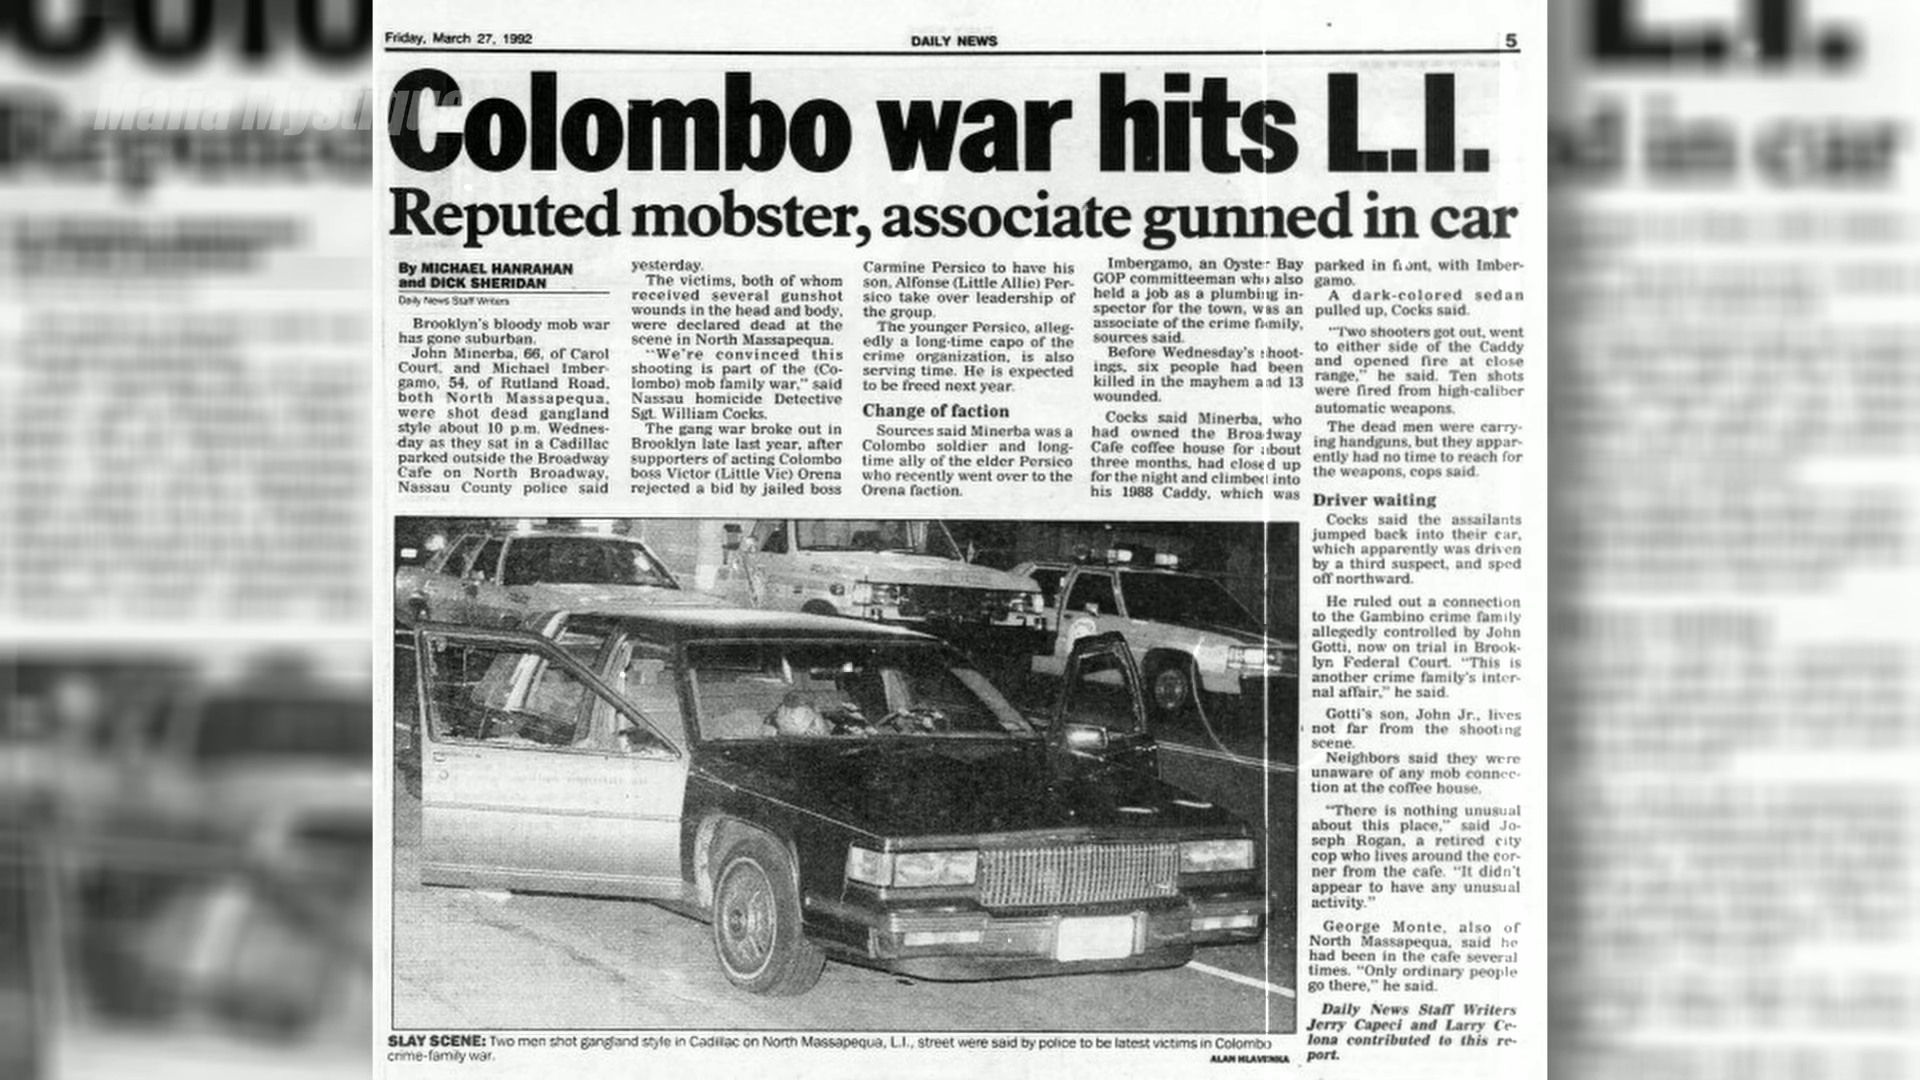 Friday, March 27, 1992
DAILY NEWS
5
Mafia Mystique
Colombo war hits L.I.
Reputed mobster, associate gunned in car
By MICHAEL HANRAHAN
and DICK SHERIDAN
Daily News Staff Writers
Brooklyn's bloody mob war
has gone suburban.
John Minerba, 66, of Carol
Court, and Michael Imber-
gamo, 54, of Rutland Road,
both North Massapequa,
were shot dead gangland
style about 10 p.m. Wednes-
day as they sat in a Cadillac
parked outside the Broadway
Cafe on North Broadway,
Nassau County police said
yesterday.
The victims, both of whom
received several gunshot
wounds in the head and body,
were declared dead at the
scene in North Massapequa.
"We're convinced this
shooting is part of the (Co-
lombo) mob family war," said
Nassau homicide Detective
Sgt. William Cocks.
The gang war broke out in
Brooklyn late last year, after
supporters of acting Colombo
boss Victor (Little Vic) Orena
rejected a bid by jailed boss
Carmine Persico to have his
son, Alfonse (Little Allie) Per-
sico take over leadership of
the group.
The younger Persico, alleg-
edly a long-time capo of the
crime organization, is also
serving time. He is expected
to be freed next year.
Change of faction
Sources said Minerba was a
Colombo soldier and long-
time ally of the elder Persico
who recently went over to the
Orena faction.
Imbergamo, an Oyster Bay
GOP committeeman who also
held a job as a plumbing in-
spector for the town, was an
associate of the crime family,
sources said.
Before Wednesday's shoot-
ings, six people had been
killed in the mayhem and 13
wounded.
Cocks said Minerba, who
had owned the Broadway
Cafe coffee house for about
three months, had closed up
for the night and climbed into
his 1988 Caddy, which was
parked in front, with Imber-
gamo.
A dark-colored sedan
pulled up, Cocks said.
"Two shooters got out, went
to either side of the Caddy
and opened fire at close
range," he said. Ten shots
were fired from high-caliber
automatic weapons.
The dead men were carry-
ing handguns, but they appar-
ently had no time to reach for
the weapons, cops said.
Driver waiting
Cocks said the assailants
jumped back into their car,
which apparently was driven
by a third suspect, and sped
off northward.
He ruled out a connection
to the Gambino crime family
allegedly controlled by John
Gotti, now on trial in Brook-
lyn Federal Court. "This is
another crime family's inter-
nal affair," he said.
Gotti's son, John Jr., lives
not far from the shooting
scene.
Neighbors said they were
unaware of any mob connec-
tion at the coffee house.
"There is nothing unusual
about this place," said Jo-
seph Rogan, a retired city
cop who lives around the cor-
ner from the cafe. "It didn't
appear to have any unusual
activity."
George Monte, also of
North Massapequa, said he
had been in the cafe several
times. "Only ordinary people
go there," he said.
Daily News Staff Writers
Jerry Capeci and Larry Ce-
lona contributed to this re-
port.
SLAY SCENE: Two men shot gangland style in Cadillac on North Massapequa, L.I., street were said by police to be latest victims in Colombo
crime-family war.
ALAN HLAVENKA